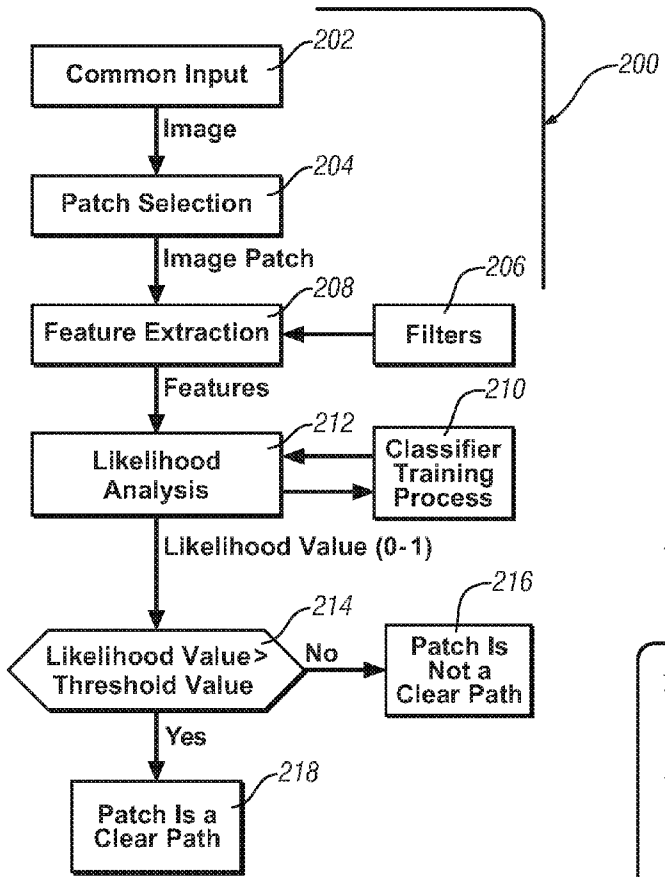 202
Common Input
200
Image
204
Patch Selection
Image Patch
208
206
Feature Extraction
Filters
Features
212
210
Likelihood
Analysis
Classifier
Training
Process
Likelihood Value (0-1)
214
216
Likelihood Value>
Threshold Value
No
Patch Is
Not a
Clear Path
Yes
218
Patch Is a
Clear Path